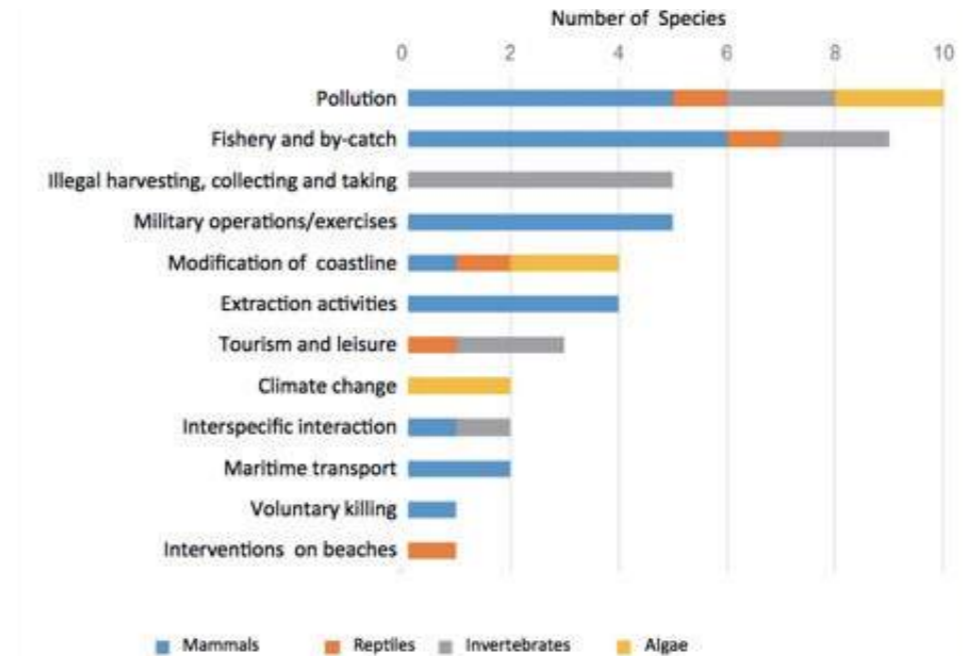 Number of Species
0 2 4 6 8 10
Pollution
Fishery and by-catch
Illegal harvesting, collecting and taking
Military operations/exercises
Modification of coastline
Extraction activities
Tourism and leisure
Climate change
Interspecific interaction
Maritime transport
Voluntary killing
Interventions on beaches
Mammals Reptiles Invertebrates Algae